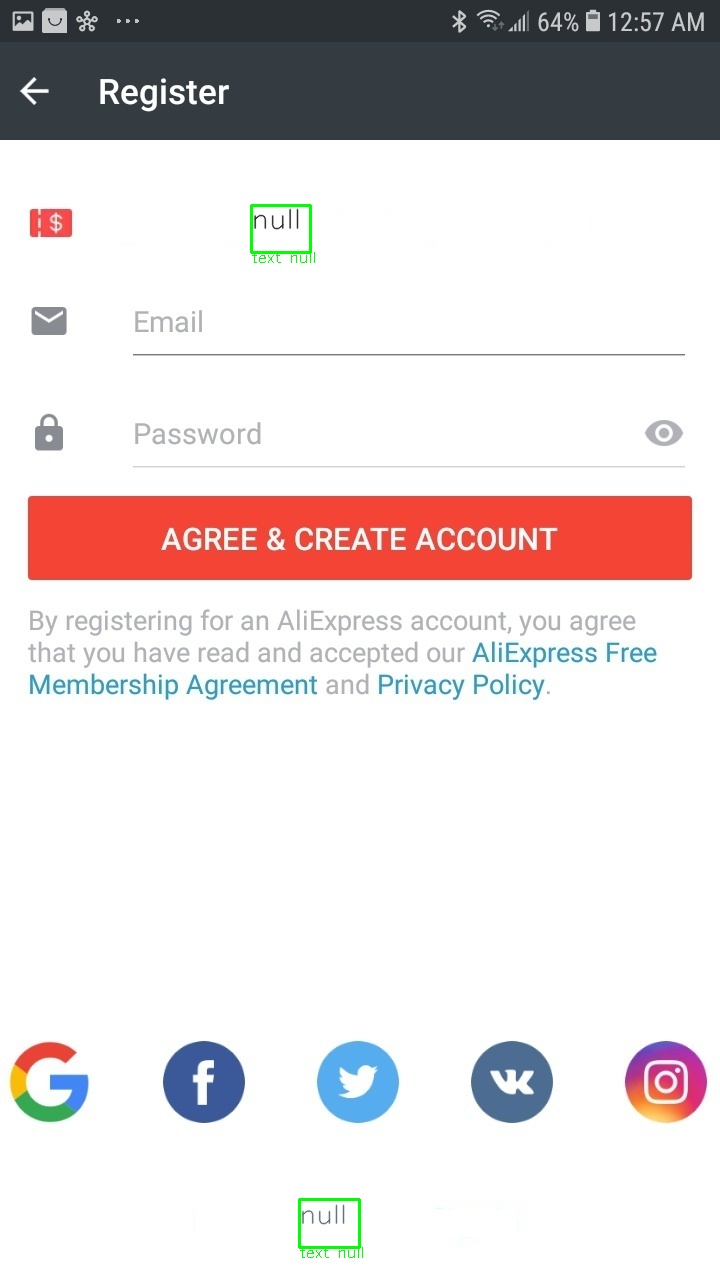 64% 12:57 AM
Register
null
text null
Email
Password
AGREE & CREATE ACCOUNT
By registering for an AliExpress account, you agree
that you have read and accepted our AliExpress Free
Membership Agreement and Privacy Policy.
null
text null